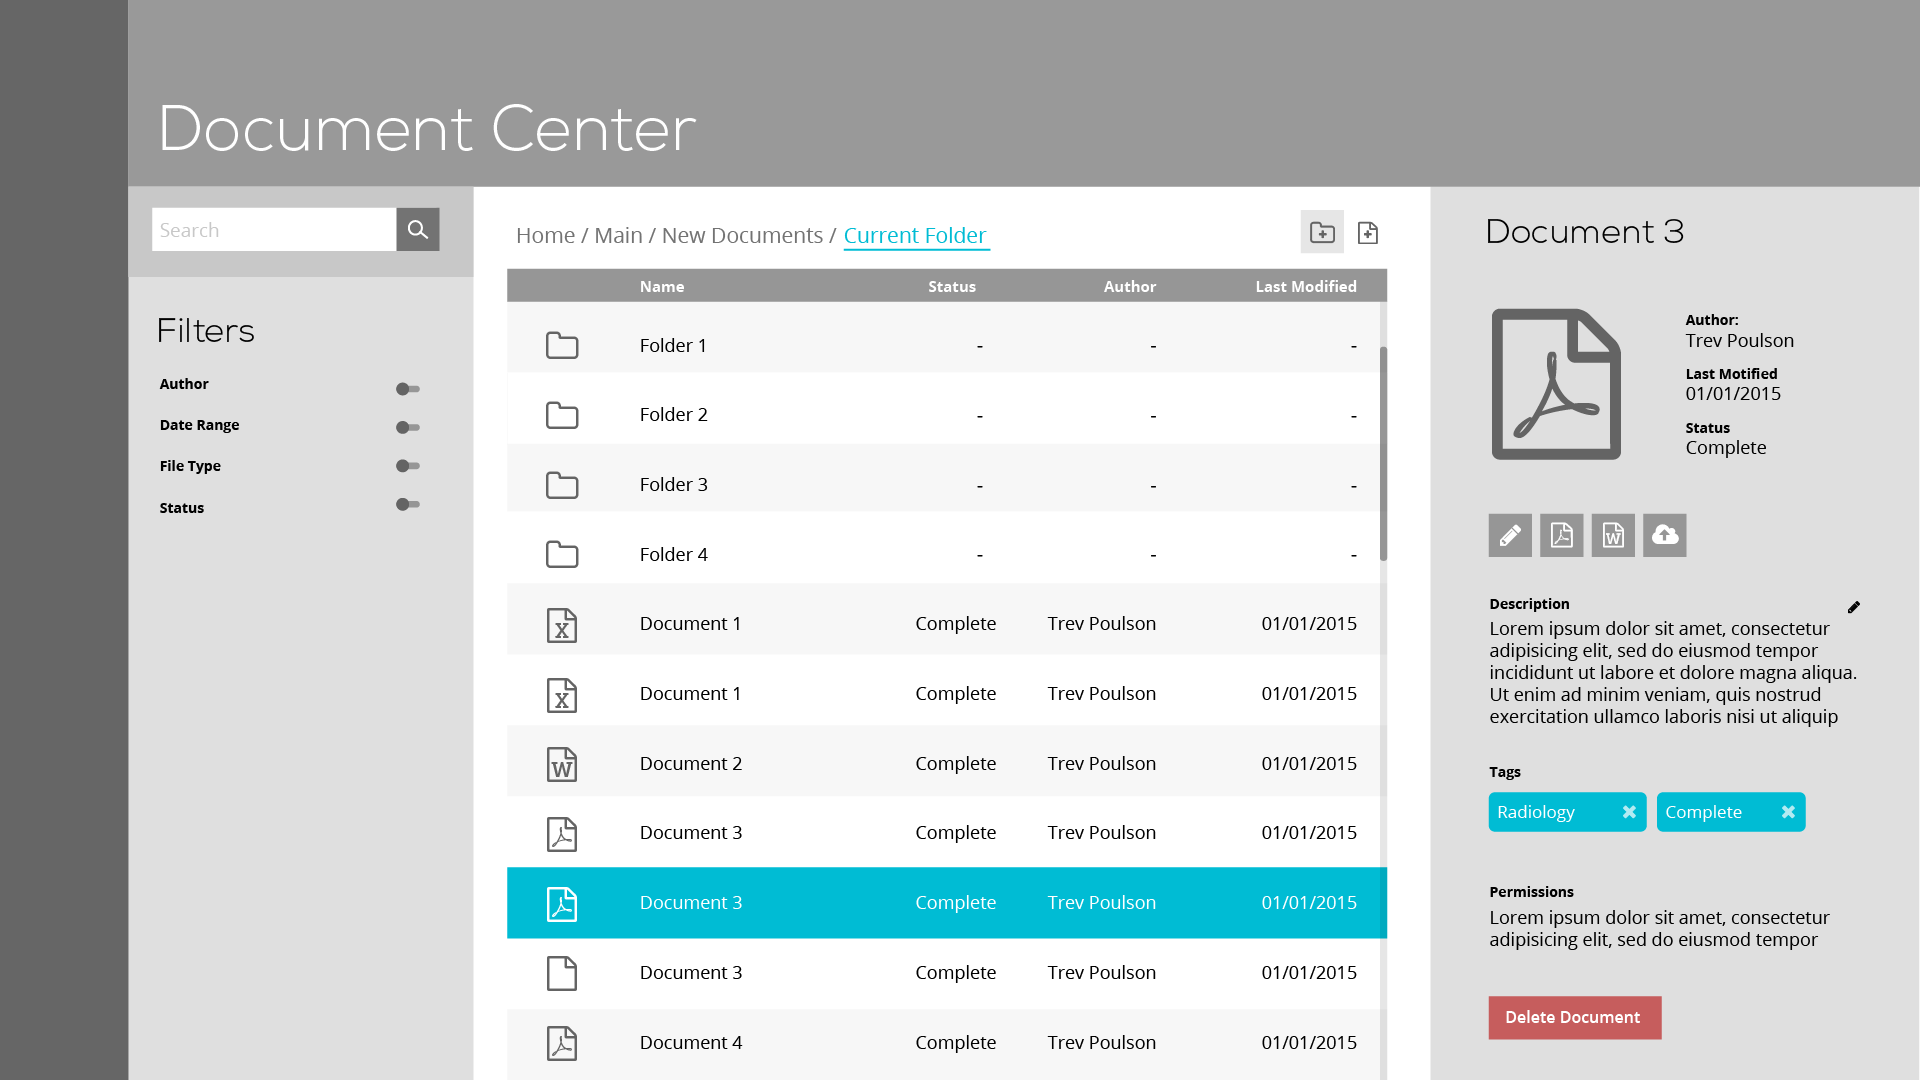 Document Center
Search
Filters
Author
Date Range
File Type
Status
Home / Main / New Documents / Current Folder
Name Status Author Last Modified
Folder 1 - - -
Folder 2 - - -
Folder 3 - - -
Folder 4 - - -
X Document 1 Complete Trev Poulson 01/01/2015
X Document 1 Complete Trev Poulson 01/01/2015
W Document 2 Complete Trev Poulson 01/01/2015
Document 3 Complete Trev Poulson 01/01/2015
Document 3 Complete Trev Poulson 01/01/2015
Document 3 Complete Trev Poulson 01/01/2015
Document 4 Complete Trev Poulson 01/01/2015
Document 3
Author:
Trev Poulson
Last Motified
01/01/2015
Status
Complete
W
Description
Lorem ipsum dolor sit amet, consectetur
adipisicing elit, sed do eiusmod tempor
incididunt ut labore et dolore magna aliqua.
Ut enim ad minim veniam, quis nostrud
exercitation ullamco laboris nisi ut aliquip
Tags
Radiology Complete
Permissions
Lorem ipsum dolor sit amet, consectetur
adipisicing elit, sed do eiusmod tempor
Delete Document